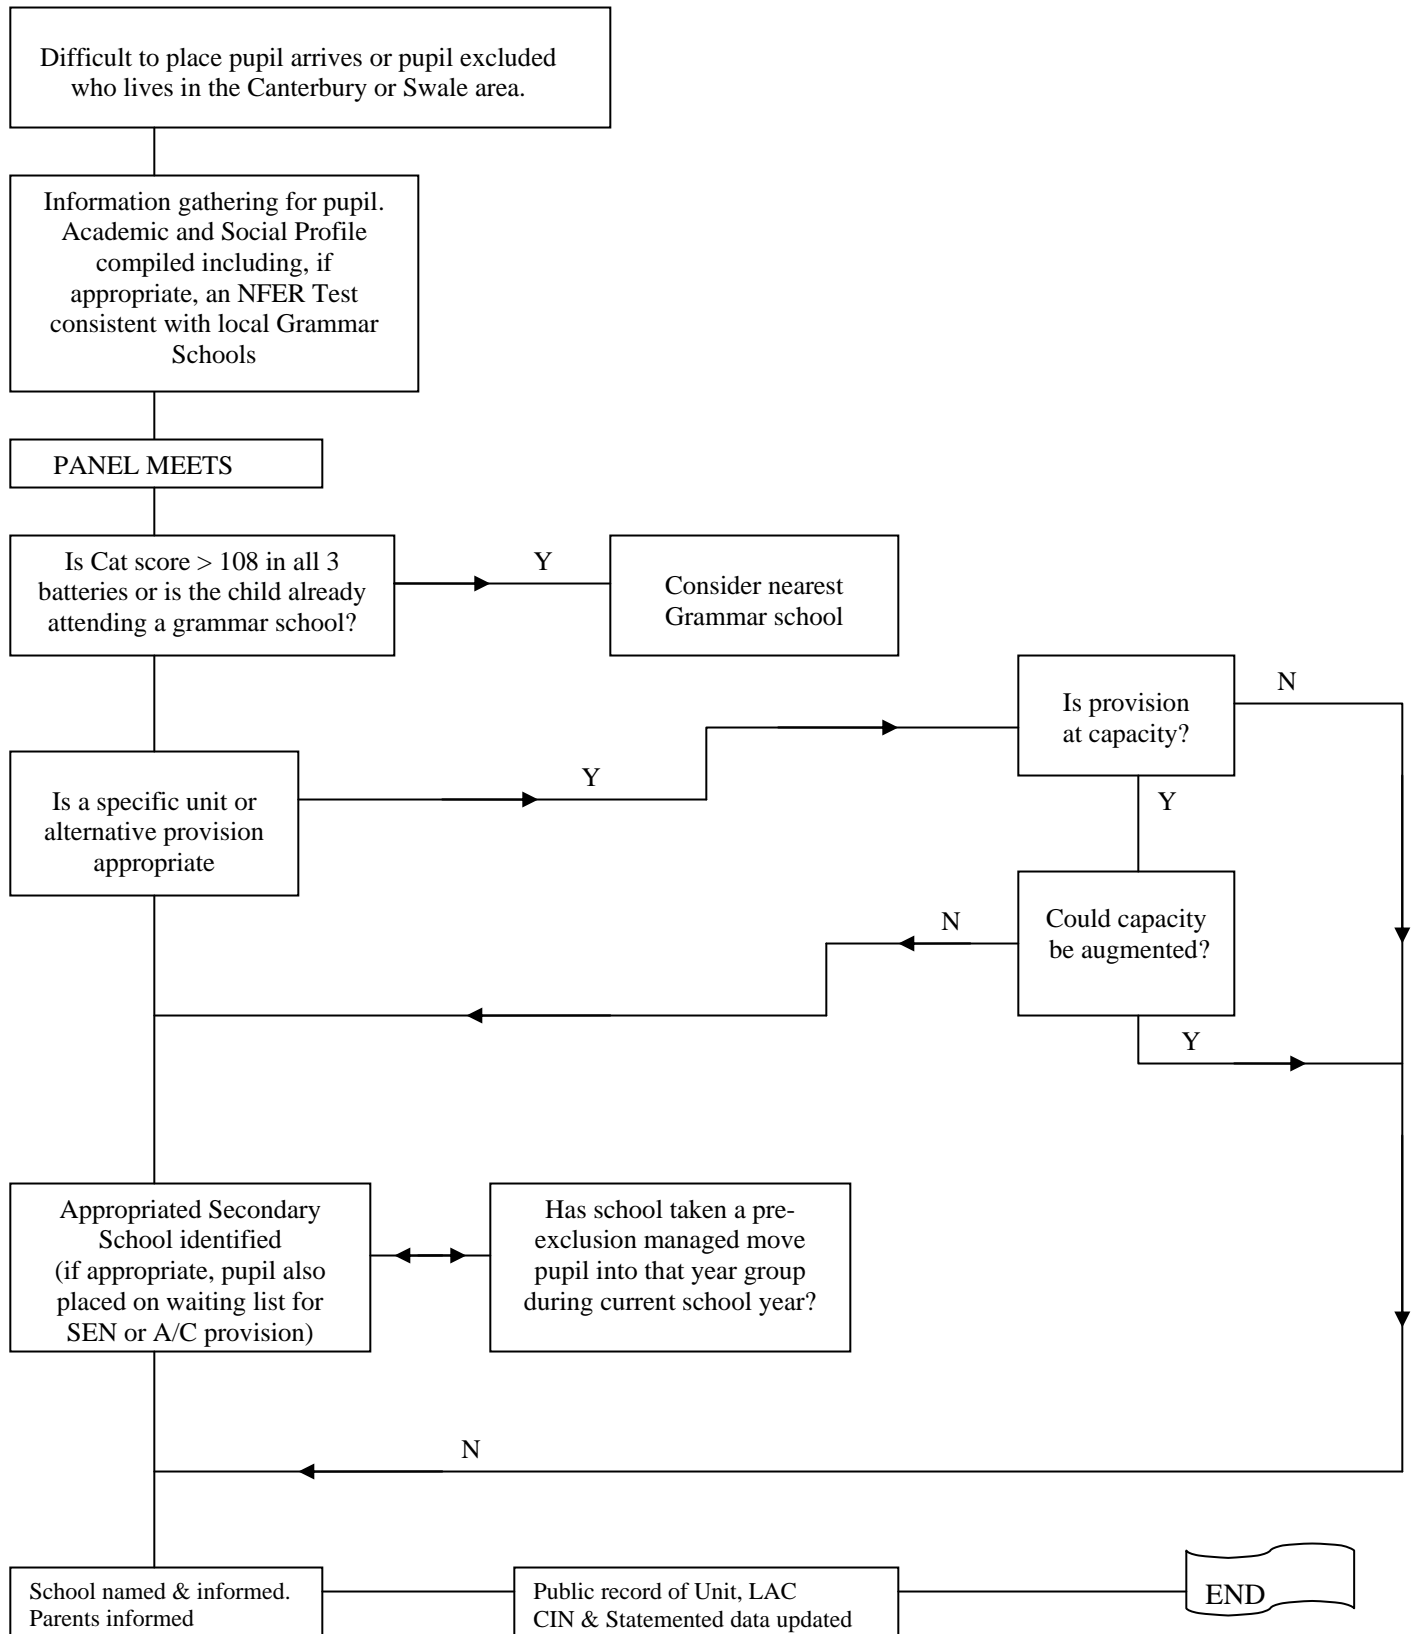 Difficult to place pupil arrives or pupil excluded
who lives in the Canterbury or Swale area.
Information gathering for pupil.
Academic and Social Profile
compiled including, if
appropriate, an NFER Test
consistent with local Grammar
Schools
PANEL MEETS
Is Cat score > 108 in all 3
batteries or is the child already
attending a grammar school?
Y
Consider nearest
Grammar school
Is a specific unit or
alternative provision
appropriate
Y
Is provision
at capacity?
N
Y
Could capacity
be augmented?
N
Y
Appropriated Secondary
School identified
(if appropriate, pupil also
placed on waiting list for
SEN or A/C provision)
Has school taken a pre-
exclusion managed move
pupil into that year group
during current school year?
N
School named & informed.
Parents informed
Public record of Unit, LAC
CIN & Statemented data updated
END